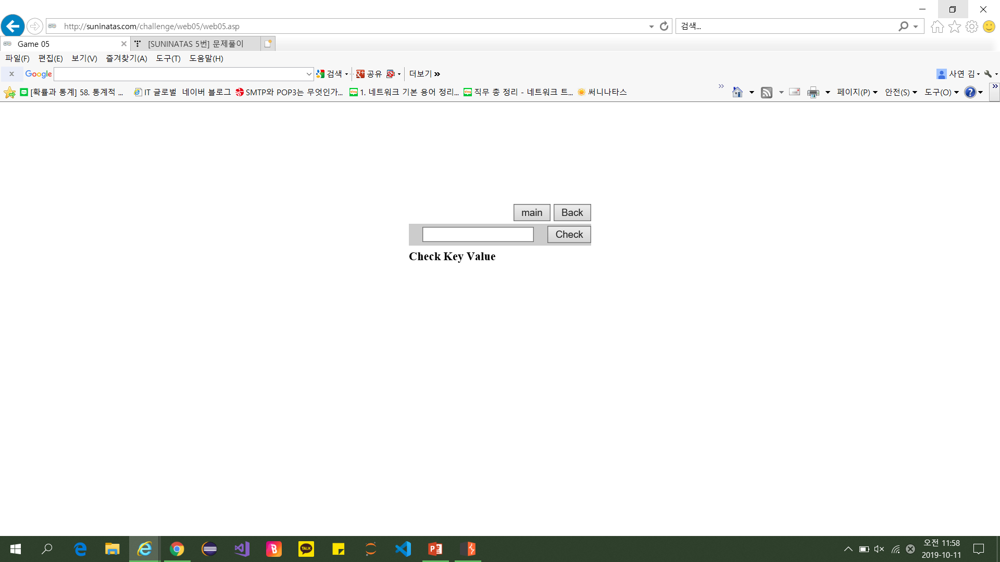 http://suninatas.com/challenge/web05/web05.asp
검색...
Game 05
[SUNINATAS 5번] 문제풀이
파일(F) 편집(E) 보기(V) 즐겨찾기(A) 도구(T) 도움말(H)
x Google 검색 공유 더보기 »
사연 김
[확률과 통계] 58. 통계적 ... IT 글로벌 네이버 블로그 SMTP와 POP3는 무엇인가... 1. 네트워크 기본 용어 정리... 직무 총 정리 - 네트워크 트... 써니나타스
» 페이지(P) 안전(S) 도구(O) »
main Back
Check
Check Key Value
오전 11:58
2019-10-11